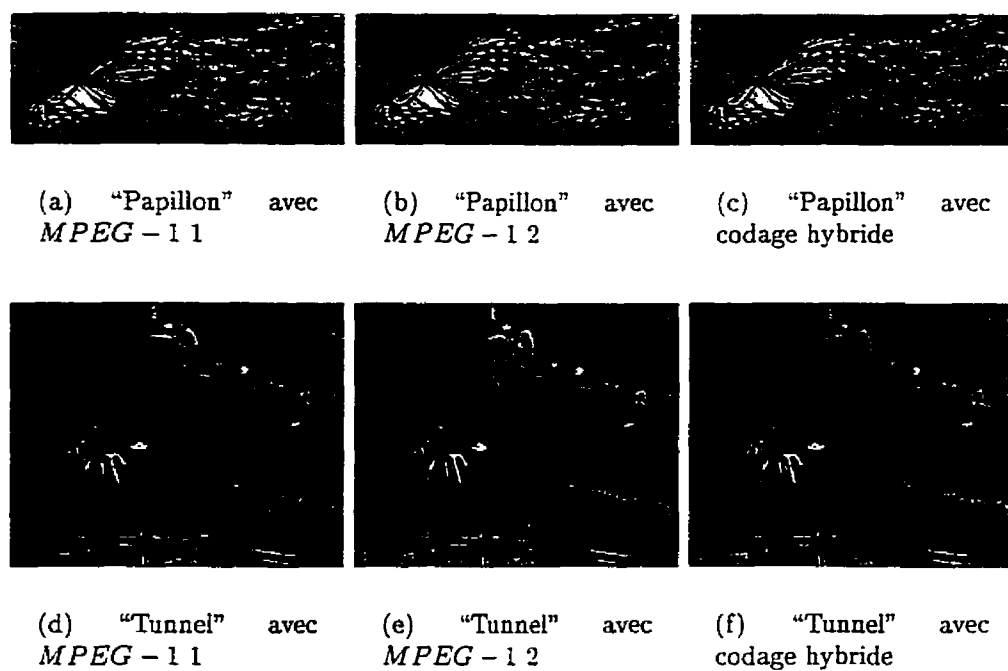 (a) "Papillon" avec
MPEG – 1 1
(b) "Papillon" avec
MPEG – 1 2
(c) "Papillon" avec
codage hybride
(d) "Tunnel" avec
MPEG – 1 1
(e) "Tunnel" avec
MPEG – 1 2
(f) "Tunnel" avec
codage hybride